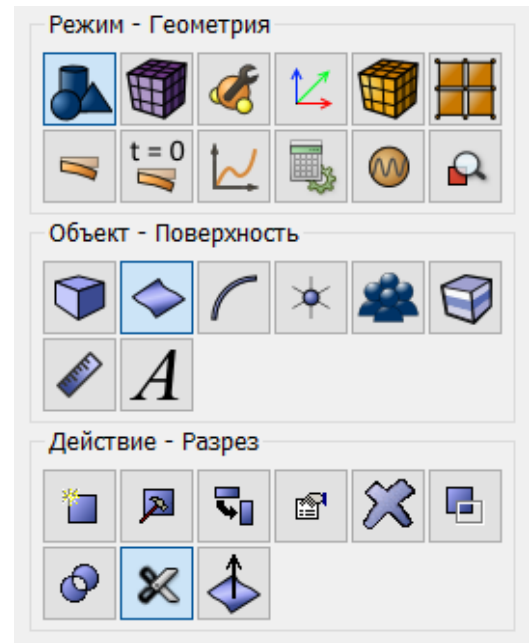 Режим - Геометрия
t = 0
Объект - Поверхность
A
Действие - Разрез